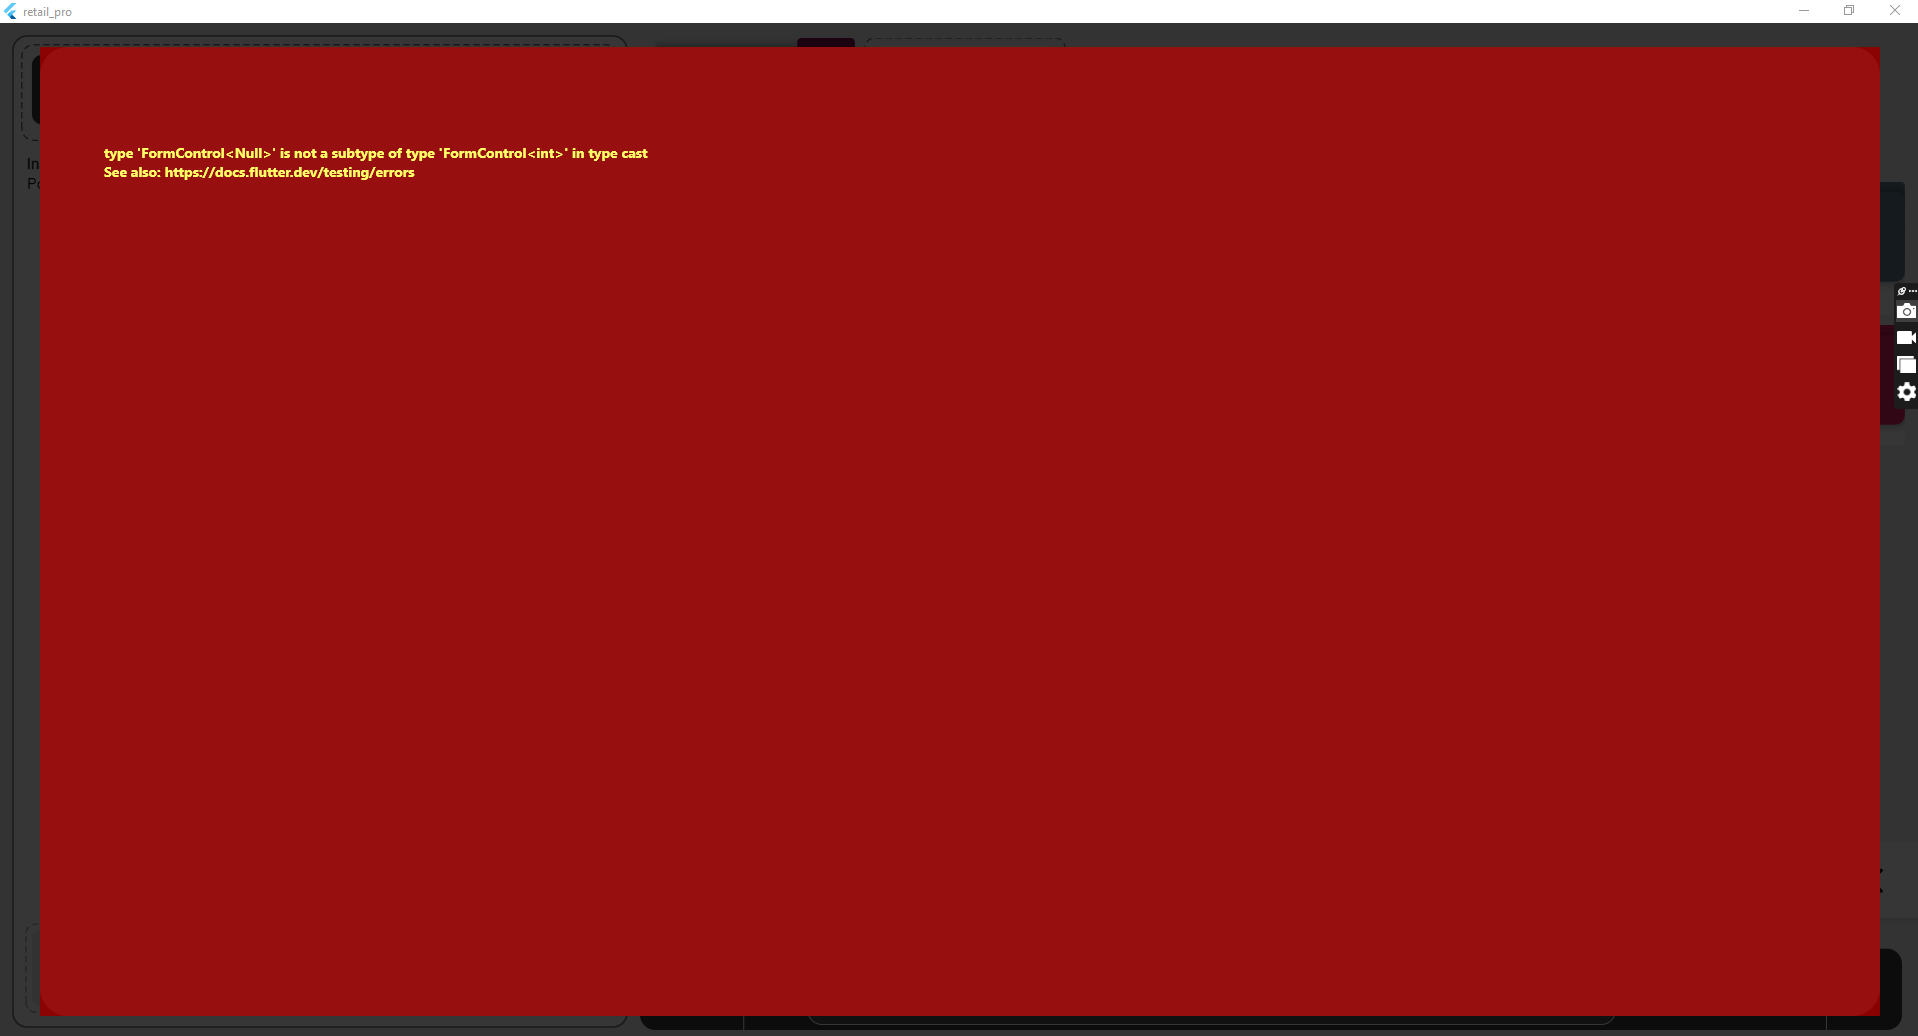 retail_pro
type 'FormControl<Null>' is not a subtype of type 'FormControl<int>' in type cast
See also: https://docs.flutter.dev/testing/errors
In